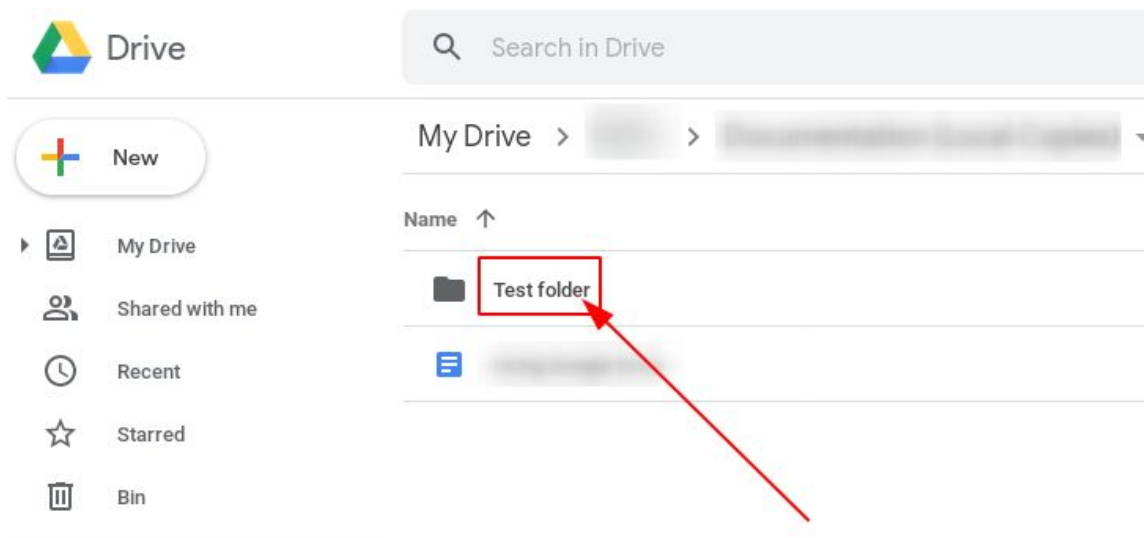 Drive
Search in Drive
My Drive > >
New
Name ↑
My Drive
Test folder
Shared with me
Recent
Starred
Bin